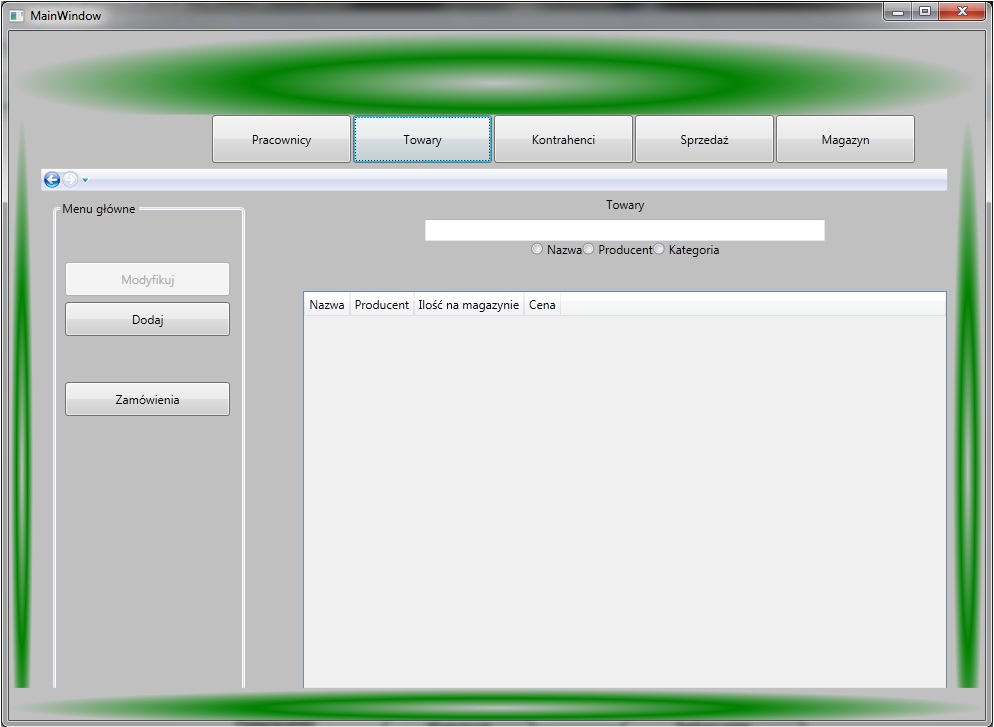 MainWindow
Pracownicy Towary Kontrahenci Sprzedaż Magazyn
Menu główne
Towary
Nazwa Producent Kategoria
Modyfikuj
Dodaj
Zamówienia
Nazwa Producent Ilość na magazynie Cena